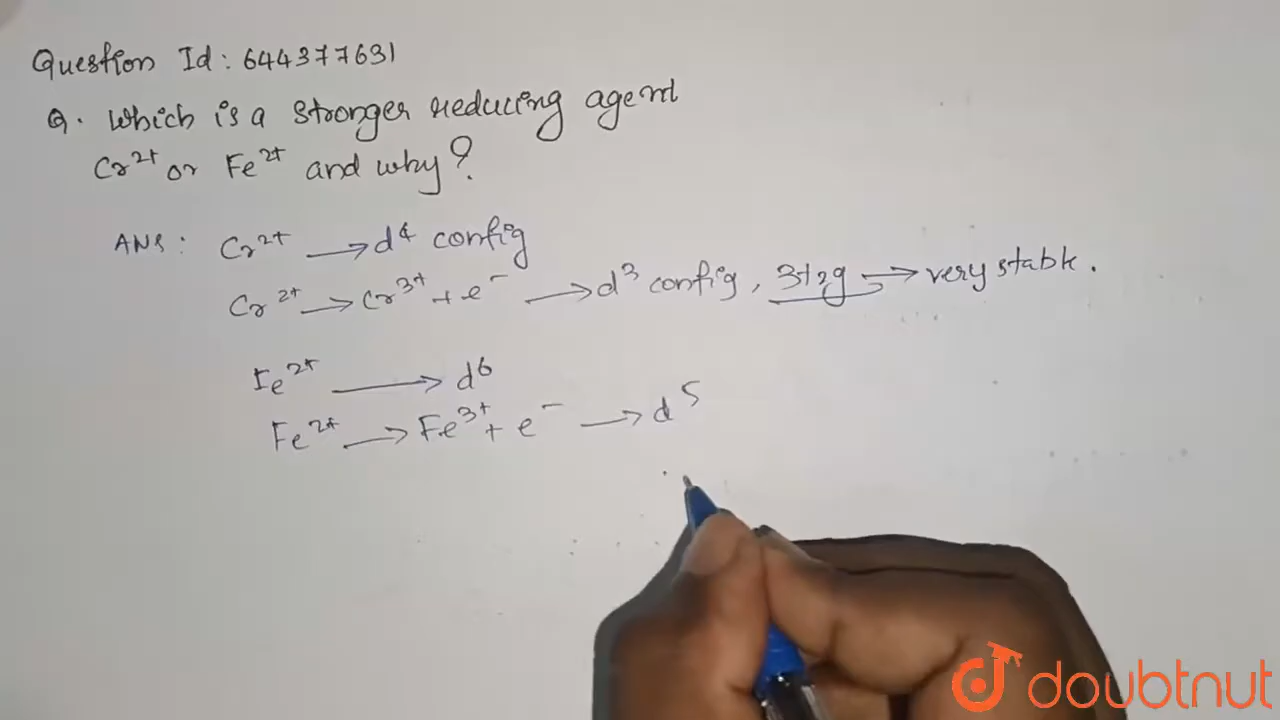 Question Id : 644377631
Q. Which is a stronger reducing agent
Cr²⁺ or Fe²⁺ and why?
ANS : Cr²⁺ → d⁴ config
Cr²⁺ → Cr³⁺ + e⁻ → d³ config, 3t₂g → very stable.
Fe²⁺ → d⁶
Fe²⁺ → Fe³⁺ + e⁻ → d⁵
doubtnut